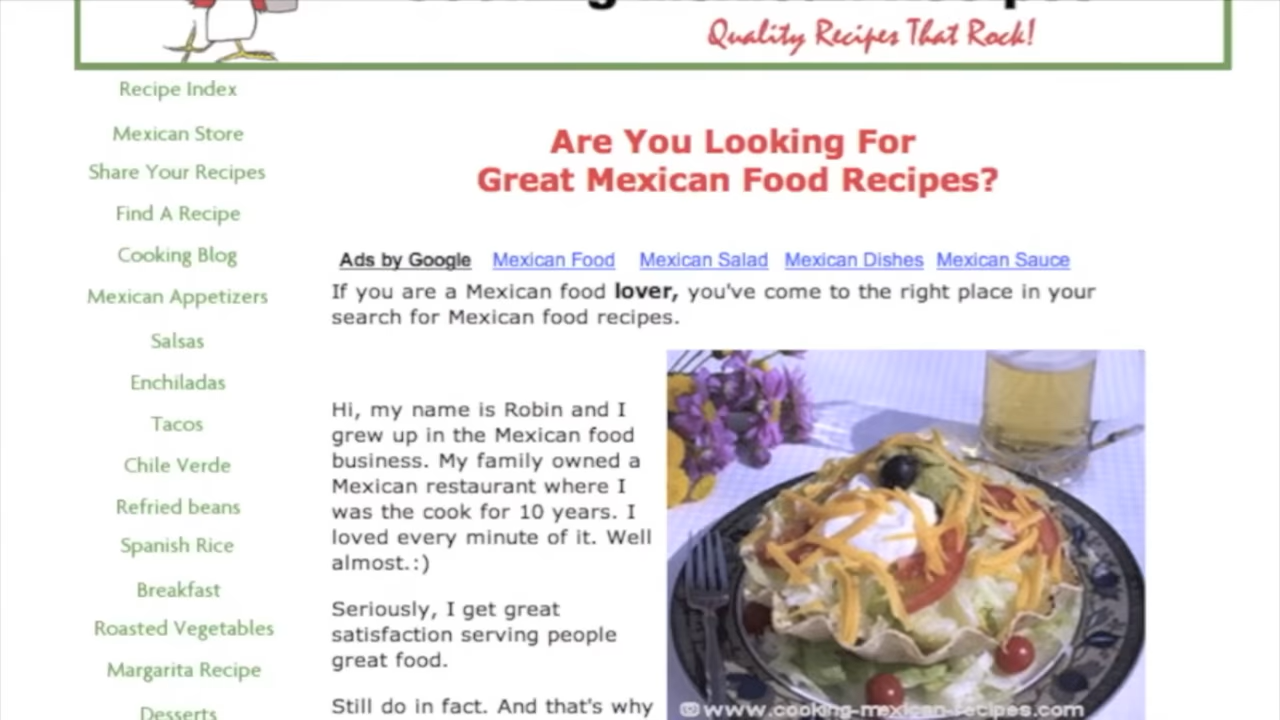 Quality Recipes That Rock!
Recipe Index
Mexican Store
Share Your Recipes
Find A Recipe
Cooking Blog
Mexican Appetizers
Salsas
Enchiladas
Tacos
Chile Verde
Refried beans
Spanish Rice
Breakfast
Roasted Vegetables
Margarita Recipe
Desserts
Are You Looking For
Great Mexican Food Recipes?
Ads by Google Mexican Food Mexican Salad Mexican Dishes Mexican Sauce
If you are a Mexican food lover, you've come to the right place in your
search for Mexican food recipes.
Hi, my name is Robin and I
grew up in the Mexican food
business. My family owned a
Mexican restaurant where I
was the cook for 10 years. I
loved every minute of it. Well
almost.:)
Seriously, I get great
satisfaction serving people
great food.
Still do in fact. And that's why
©www.cooking-mexican-recipes.com